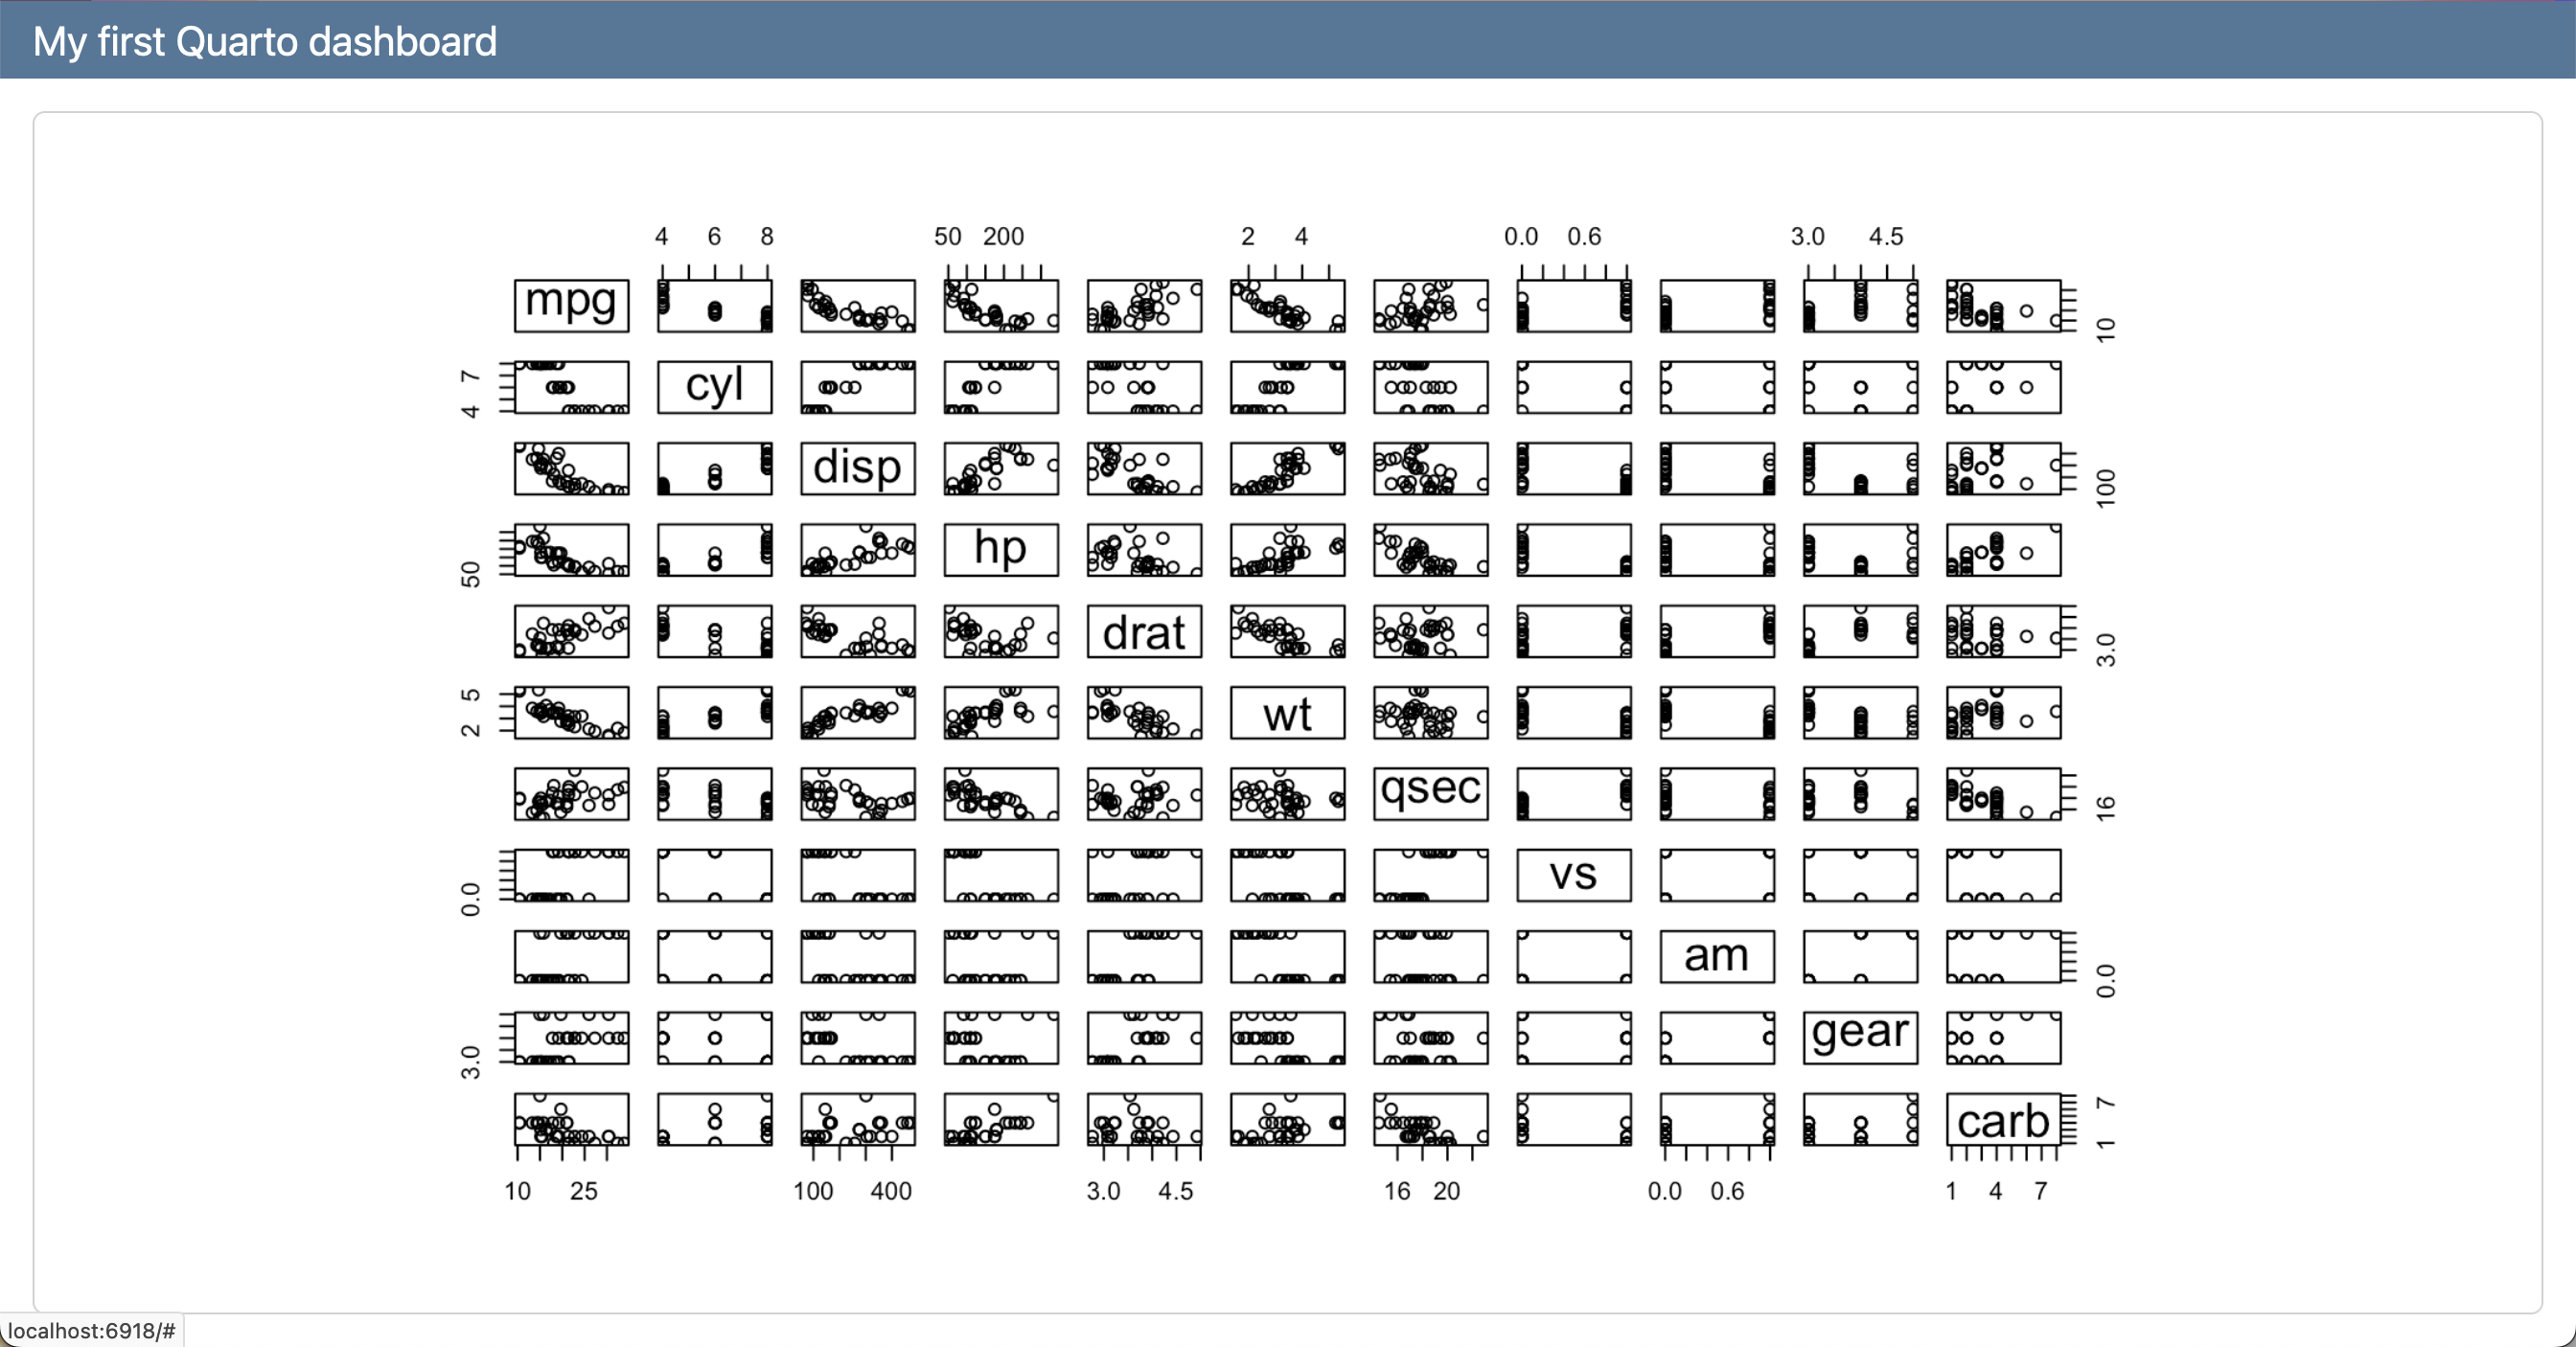 My first Quarto dashboard
4 6 8 50 200 2 4 0.0 0.6 3.0 4.5
mpg 10
7 4 cyl
disp 100
50 hp
drat 3.0
5 2 wt
qsec 16
0.0 vs
am 0.0
3.0 gear
carb 7 1
10 25 100 400 3.0 4.5 16 20 0.0 0.6 1 4 7
localhost:6918/#